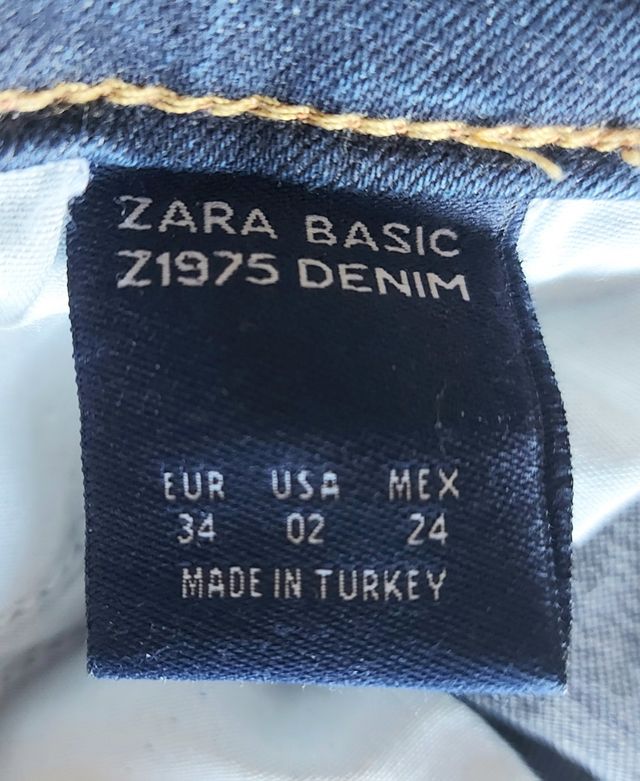 ZARA BASIC
Z1975 DENIM
EUR USA MEX
34 02 24
MADE IN TURKEY